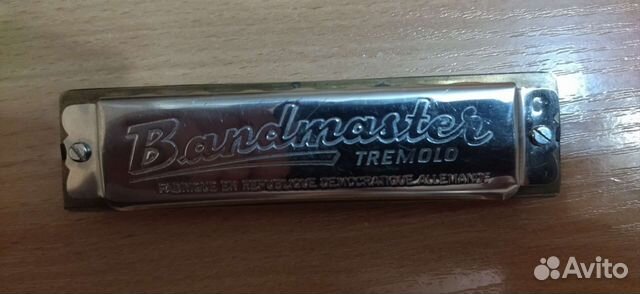 C
Bandmaster
TREMOLO
FABRIQUE EN REPUBLIQUE DEMOCRATIQUE ALLEMANDE
Avito